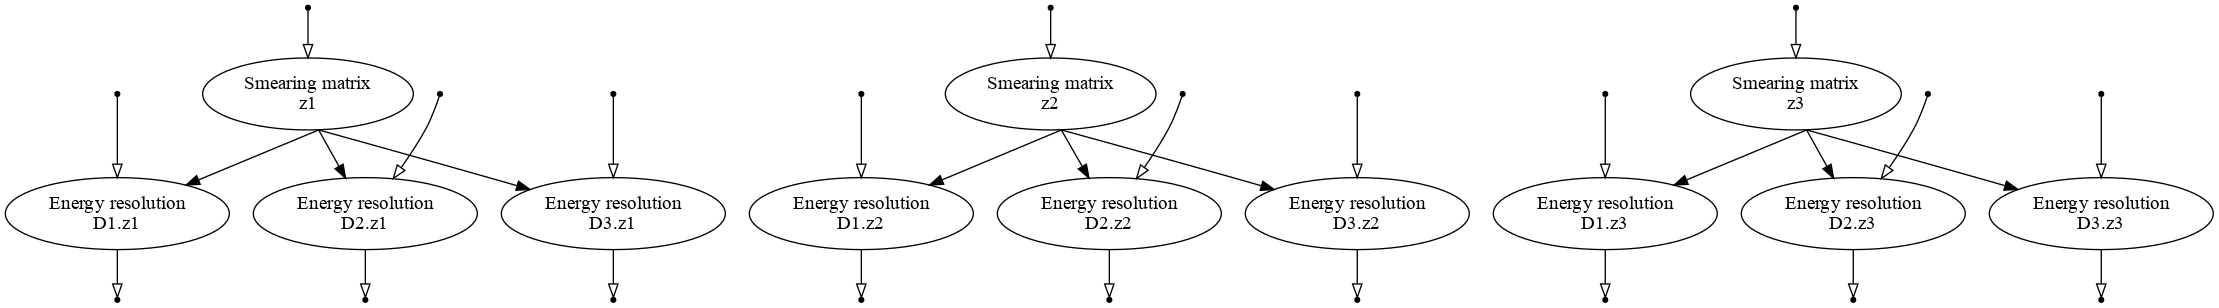 Smearing matrix
z1
Smearing matrix
z2
Smearing matrix
z3
Energy resolution
D1.z1
Energy resolution
D2.z1
Energy resolution
D3.z1
Energy resolution
D1.z2
Energy resolution
D2.z2
Energy resolution
D3.z2
Energy resolution
D1.z3
Energy resolution
D2.z3
Energy resolution
D3.z3